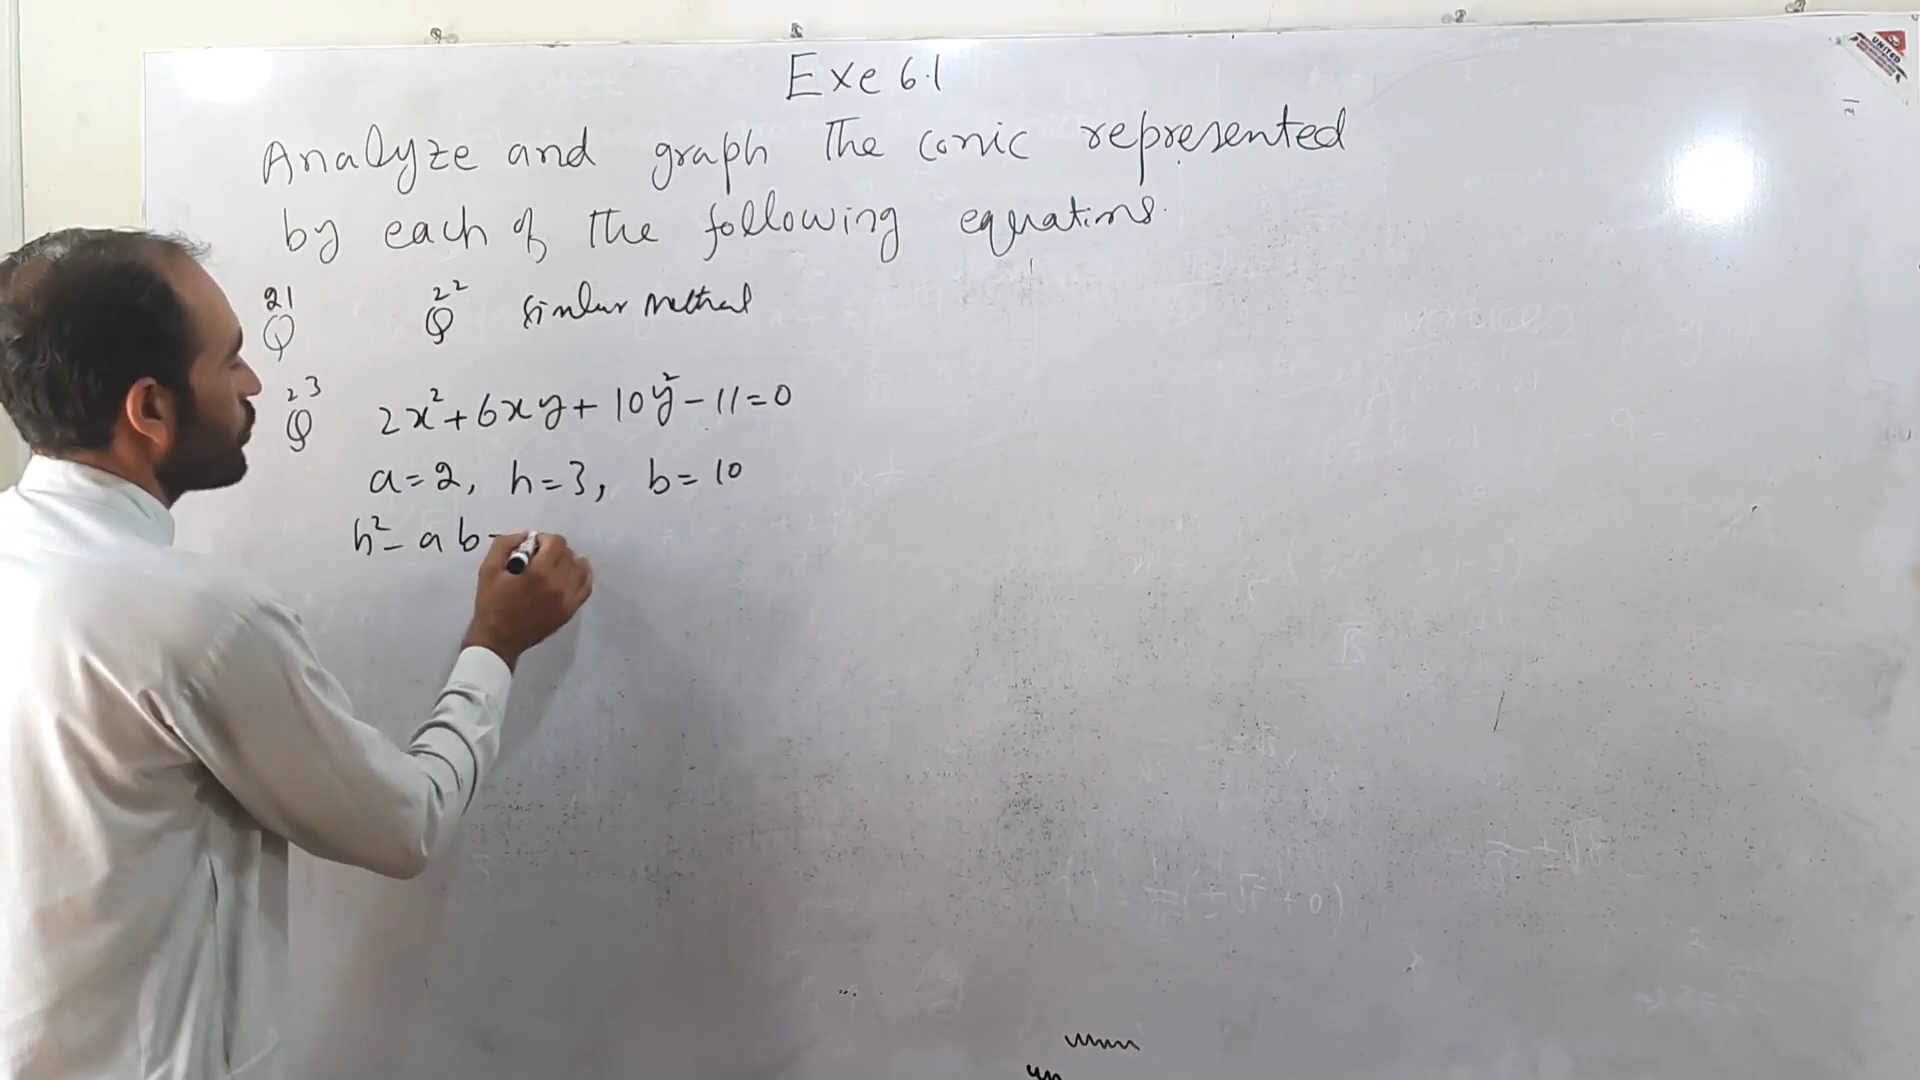 Exe 6.1
Analyze and graph The conic represented
by each of the following equations.
Q 21 Q 22 similar method
Q 23 2x² + 6xy + 10y² - 11 = 0
a = 2, h = 3, b = 10
h² - ab =
UNITED